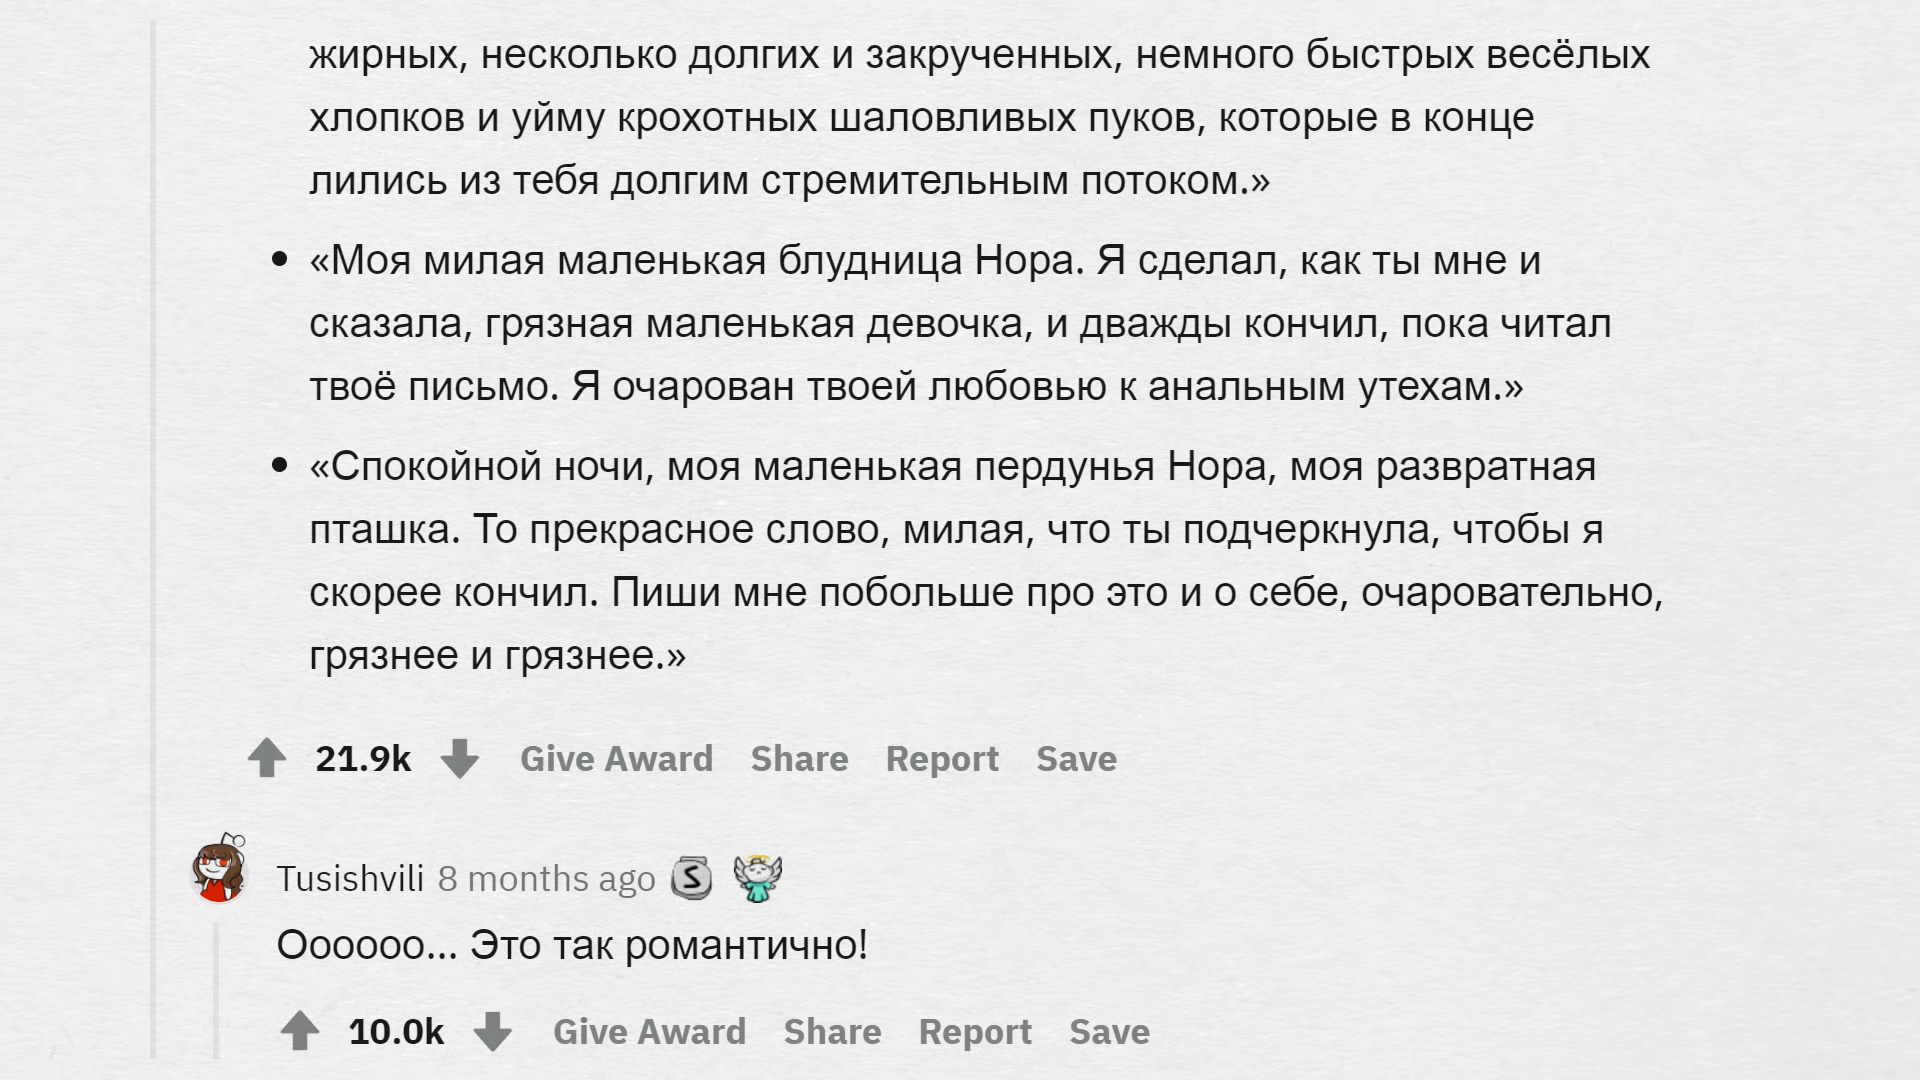 жирных, несколько долгих и закрученных, немного быстрых весёлых
хлопков и уйму крохотных шаловливых пуков, которые в конце
лились из тебя долгим стремительным потоком.»
• «Моя милая маленькая блудница Нора. Я сделал, как ты мне и
сказала, грязная маленькая девочка, и дважды кончил, пока читал
твоё письмо. Я очарован твоей любовью к анальным утехам.»
• «Спокойной ночи, моя маленькая пердунья Нора, моя развратная
пташка. То прекрасное слово, милая, что ты подчеркнула, чтобы я
скорее кончил. Пиши мне побольше про это и о себе, очаровательно,
грязнее и грязнее.»
21.9k Give Award Share Report Save
Tusishvili 8 months ago S
Оооооо... Это так романтично!
10.0k Give Award Share Report Save